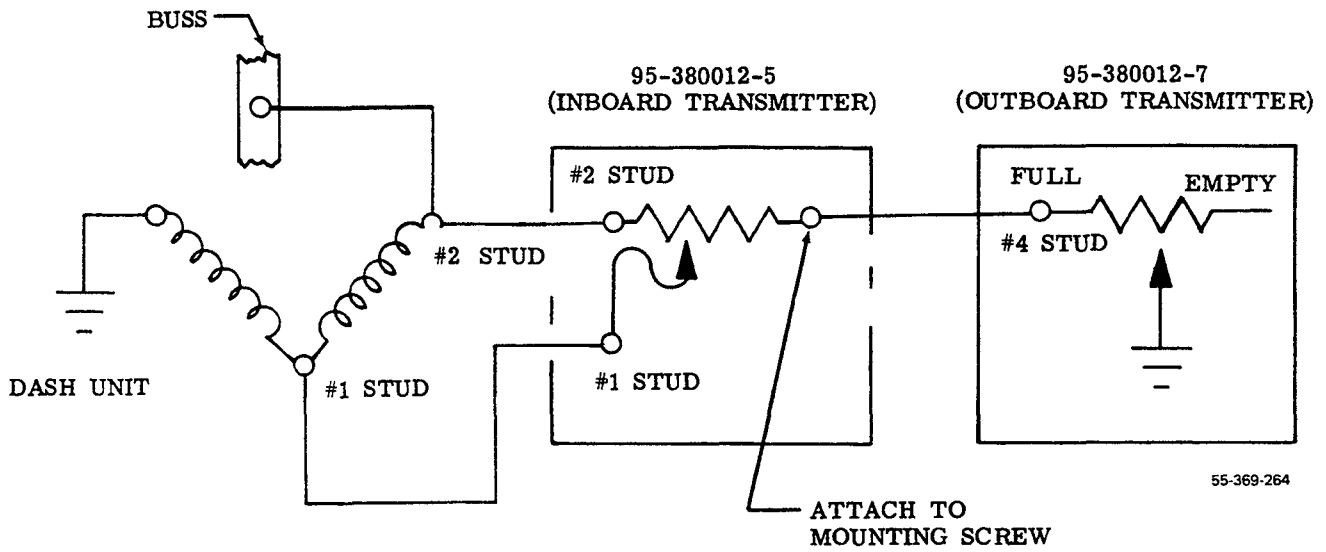 BUSS
95-380012-5
(INBOARD TRANSMITTER)
95-380012-7
(OUTBOARD TRANSMITTER)
#2 STUD
FULL
EMPTY
#2 STUD
#4 STUD
#1 STUD
#1 STUD
DASH UNIT
55-369-264
ATTACH TO
MOUNTING SCREW